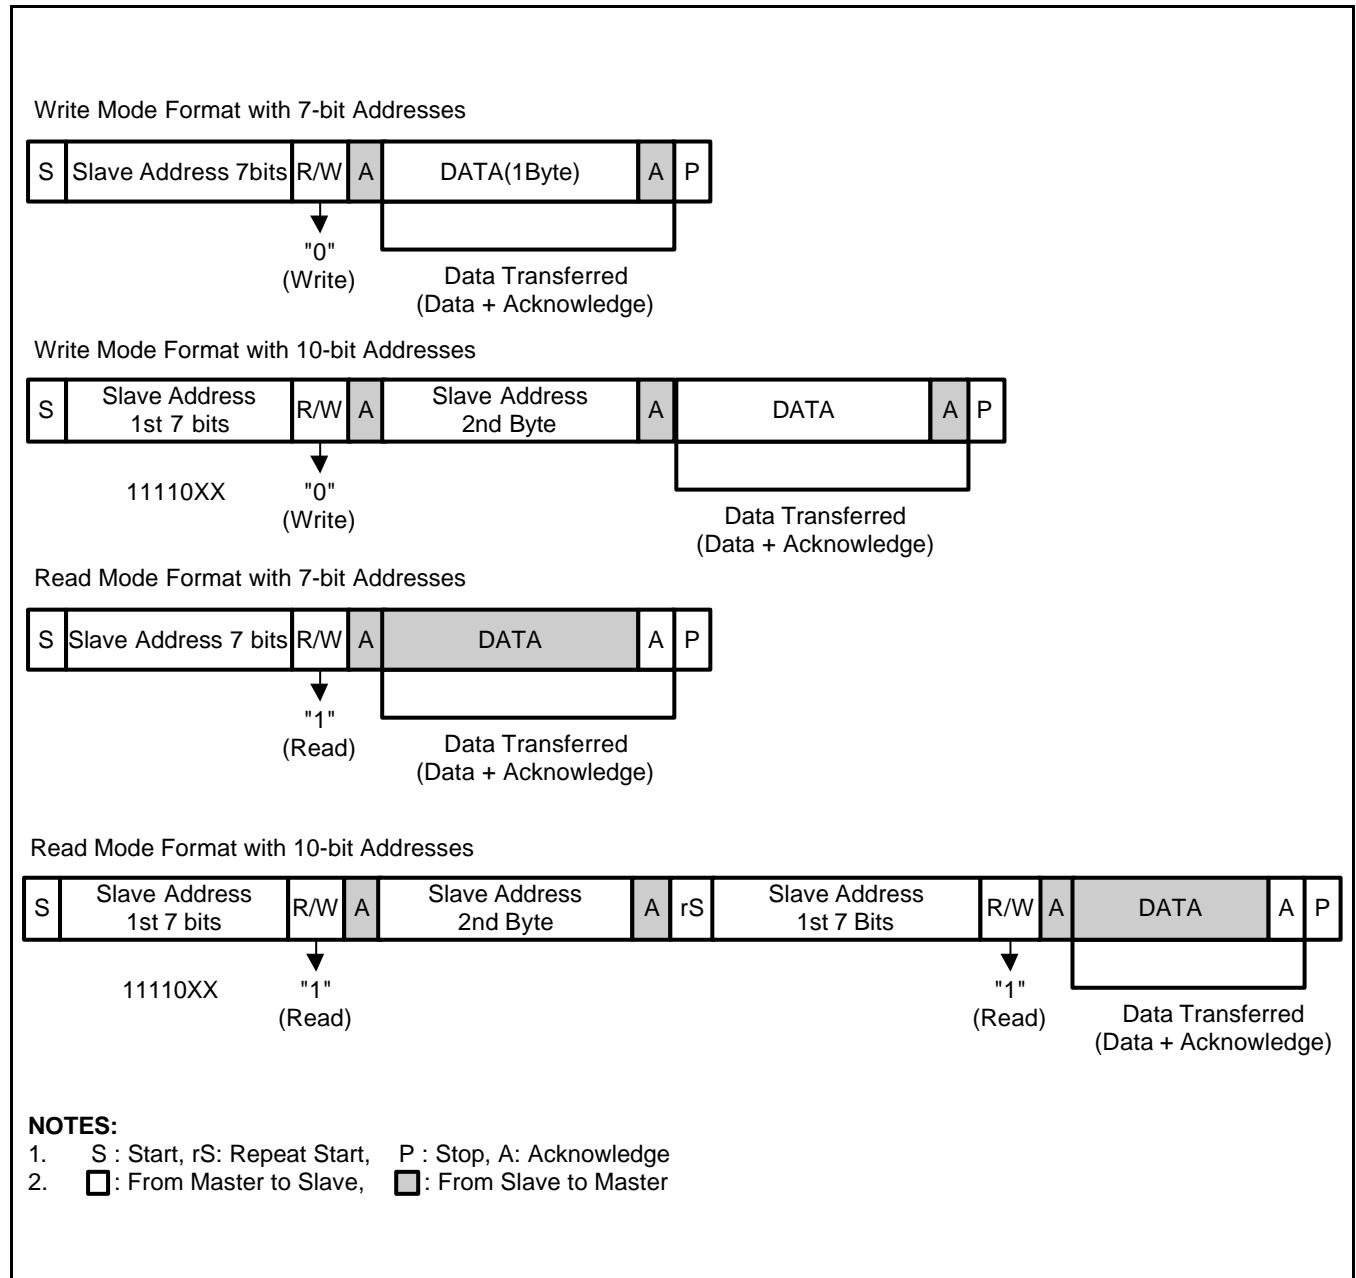 Write Mode Format with 7-bit Addresses
S Slave Address 7bits R/W A DATA(1Byte) A P
"0"
(Write)
Data Transferred
(Data + Acknowledge)
Write Mode Format with 10-bit Addresses
S Slave Address 1st 7 bits R/W A Slave Address 2nd Byte A DATA A P
11110XX "0"
(Write)
Data Transferred
(Data + Acknowledge)
Read Mode Format with 7-bit Addresses
S Slave Address 7 bits R/W A DATA A P
"1"
(Read)
Data Transferred
(Data + Acknowledge)
Read Mode Format with 10-bit Addresses
S Slave Address 1st 7 bits R/W A Slave Address 2nd Byte A rS Slave Address 1st 7 Bits R/W A DATA A P
11110XX "1" "1"
(Read) (Read)
Data Transferred
(Data + Acknowledge)
NOTES:
1. S : Start, rS: Repeat Start, P : Stop, A: Acknowledge
2. : From Master to Slave, : From Slave to Master